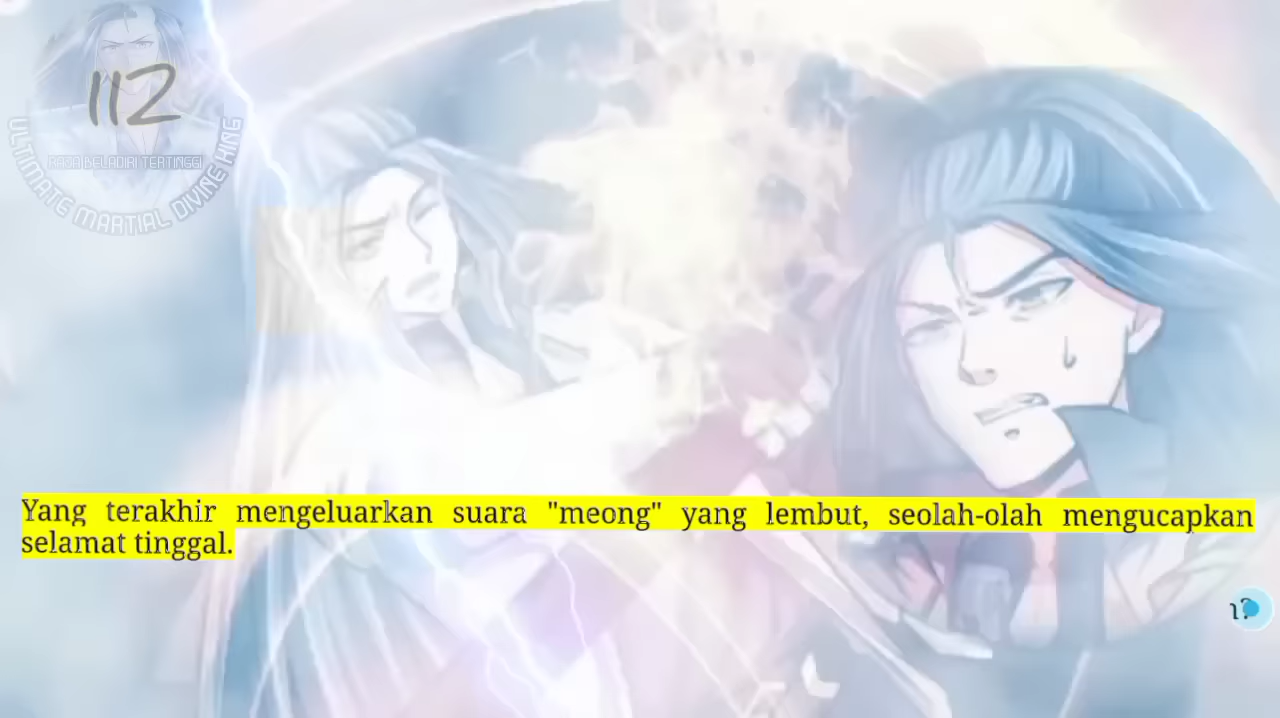 112
RAJA BELADIRI TERTINGGI
ULTIMATE MARTIAL DIVINE KING
Yang terakhir mengeluarkan suara "meong" yang lembut, seolah-olah mengucapkan
selamat tinggal.